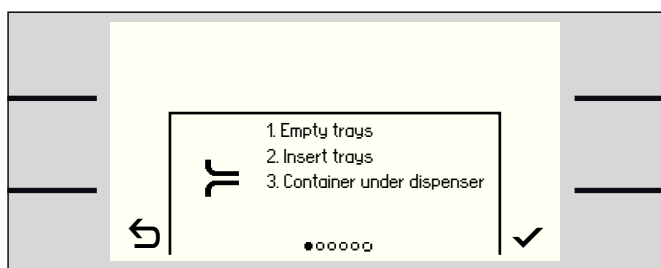 1. Empty trays
2. Insert trays
3. Container under dispenser